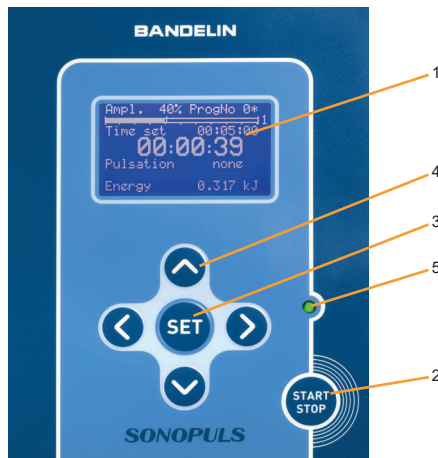 BANDELIN
Ampl. 40% ProgNo 0*
1
Time set 00:05:00
00:00:39
Pulsation none
Energy 0.317 kJ
1
4
3
5
2
SET
START
STOP
SONOPULS